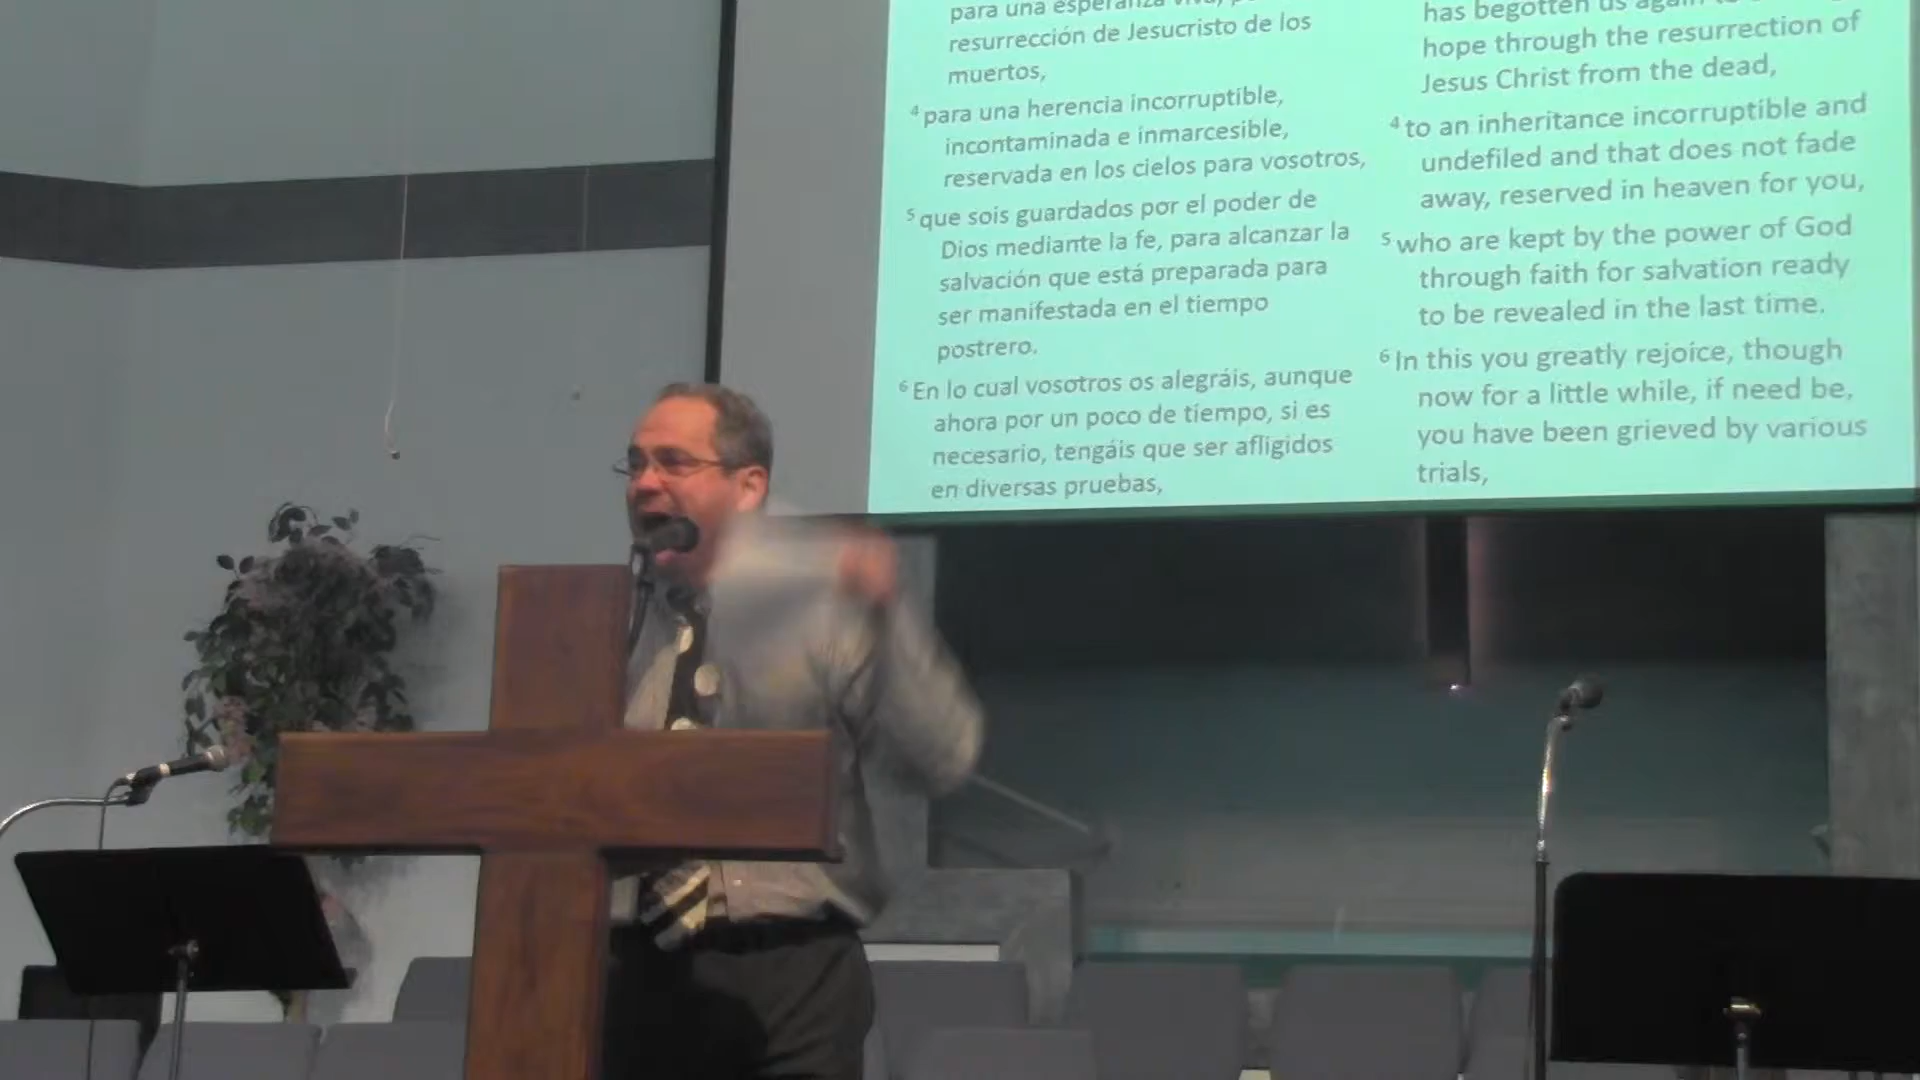 para una esperanza viva,
resurrección de Jesucristo de los
muertos,
4 para una herencia incorruptible,
incontaminada e inmarcesible,
reservada en los cielos para vosotros,
5 que sois guardados por el poder de
Dios mediante la fe, para alcanzar la
salvación que está preparada para
ser manifestada en el tiempo
postrero.
6 En lo cual vosotros os alegráis, aunque
ahora por un poco de tiempo, si es
necesario, tengáis que ser afligidos
en diversas pruebas,
has begotten us again
hope through the resurrection of
Jesus Christ from the dead,
4 to an inheritance incorruptible and
undefiled and that does not fade
away, reserved in heaven for you,
5 who are kept by the power of God
through faith for salvation ready
to be revealed in the last time.
6 In this you greatly rejoice, though
now for a little while, if need be,
you have been grieved by various
trials,